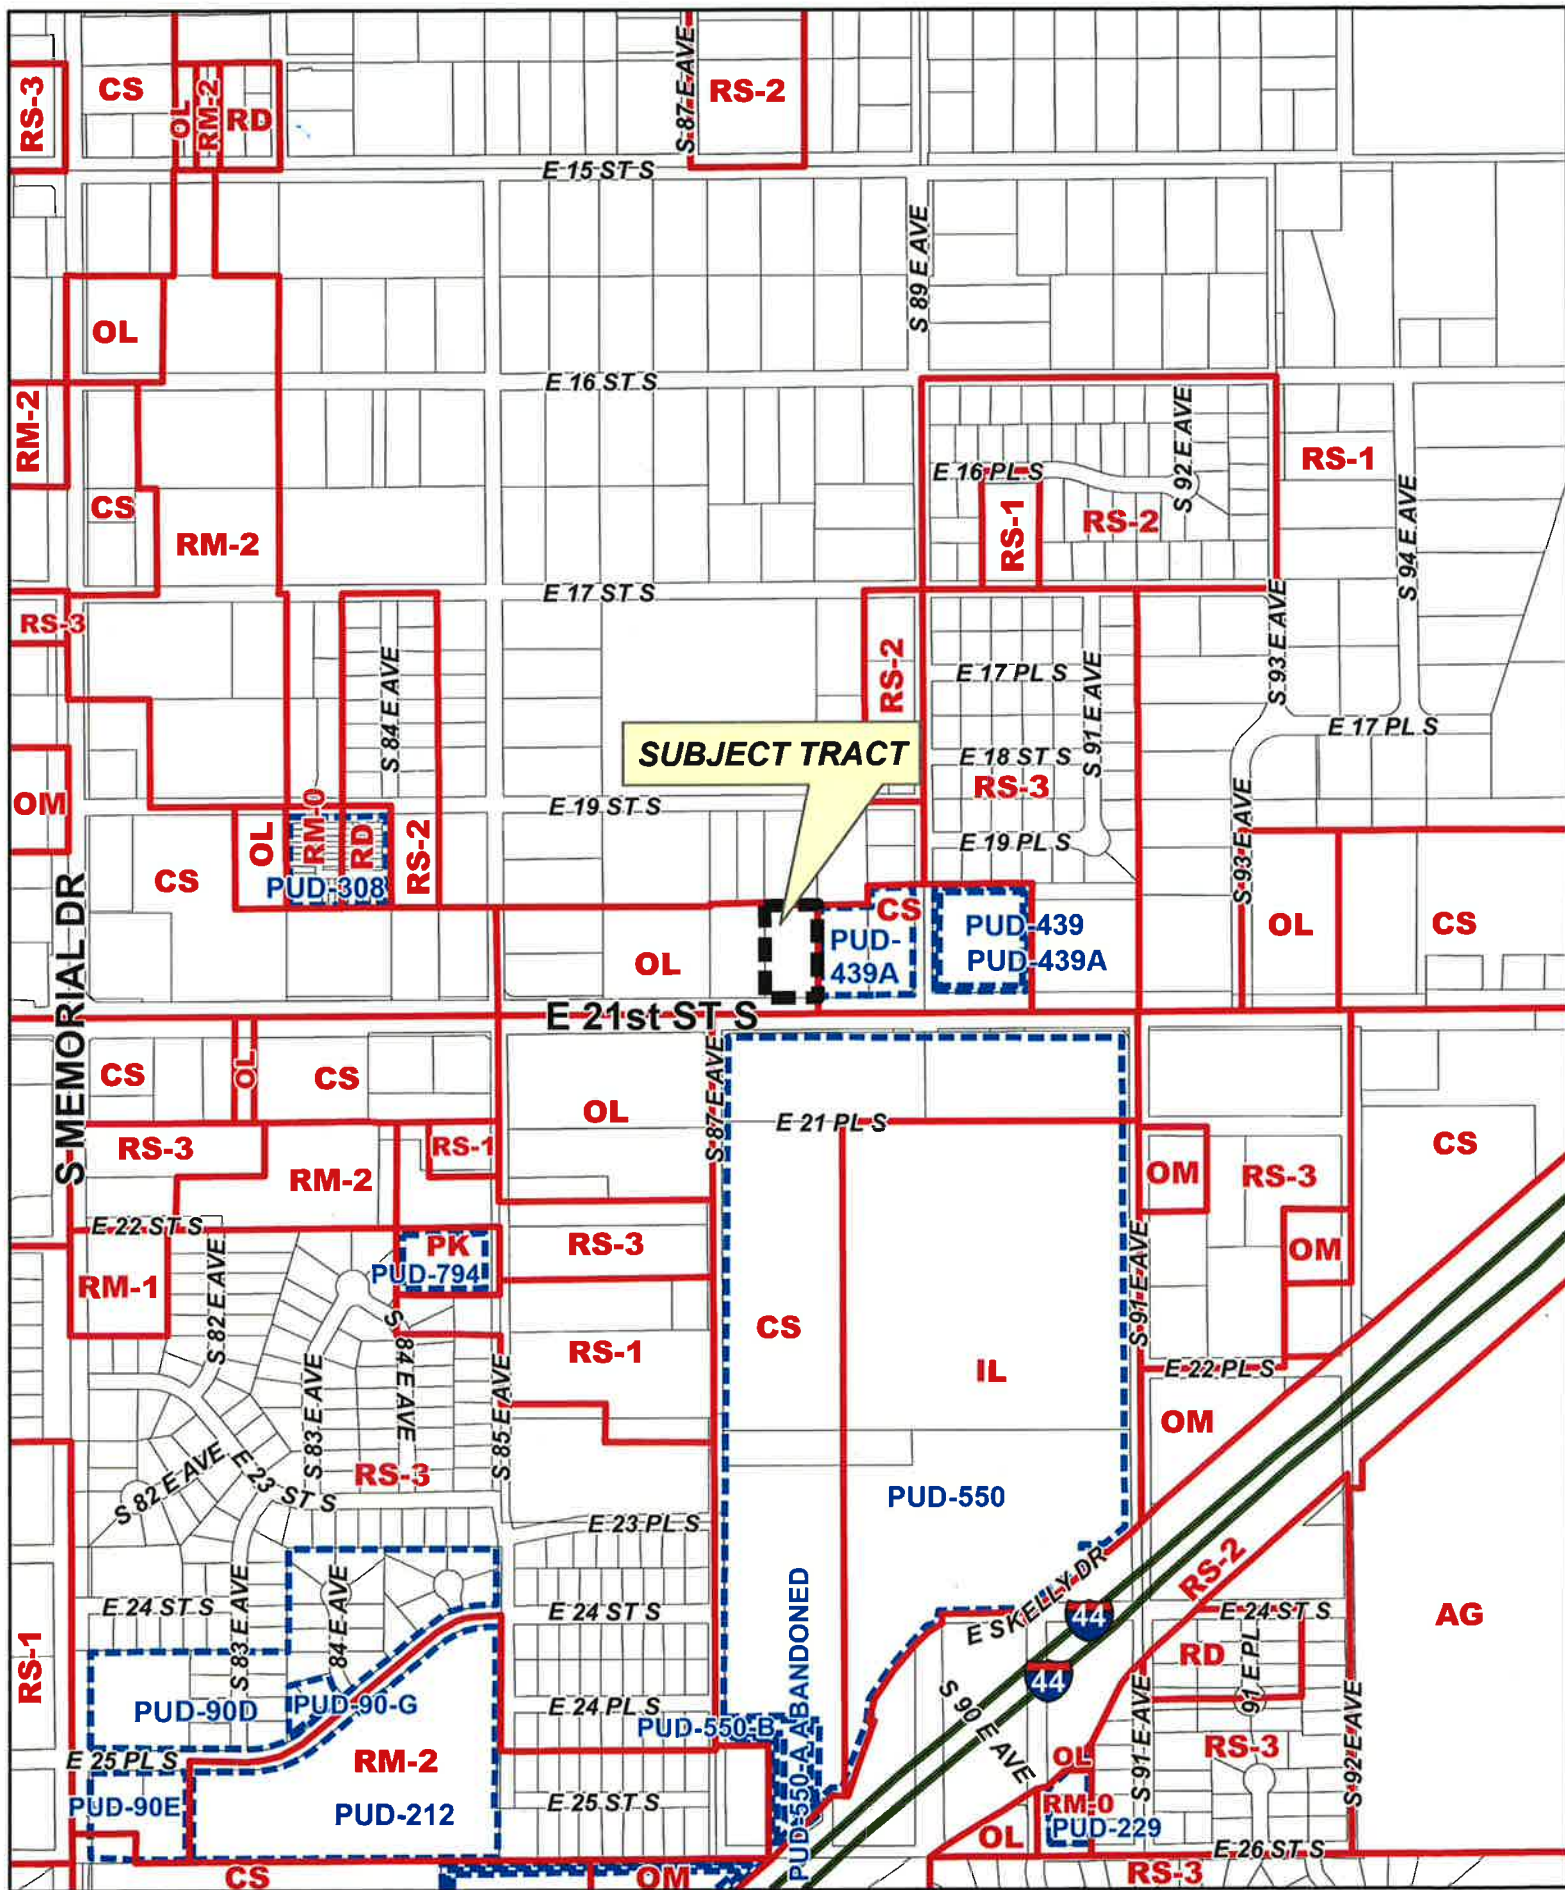 RS-3
CS
OL
RM-2
RD
S 87 E AVE
RS-2
E 15 ST S
S 89 E AVE
OL
E 16 ST S
RM-2
CS
RM-2
E 16 PL S
S 92 E AVE
RS-1
RS-2
RS-1
S 94 E AVE
E 17 ST S
RS-3
S 84 E AVE
RS-2
E 17 PL S
S 91 E AVE
S 93 E AVE
E 17 PL S
SUBJECT TRACT
E 18 ST S
RS-3
OM
E 19 ST S
OL
RM-0
RD
RS-2
E 19 PL S
S 93 E AVE
CS
PUD-308
CS
PUD-
439A
PUD-439
PUD-439A
OL
CS
OL
S MEMORIAL DR
E 21st ST S
CS
OL
CS
OL
S 87 E AVE
E 21 PL S
RS-3
RS-1
RM-2
OM
RS-3
CS
E 22 ST S
PK
PUD-794
RS-3
OM
RM-1
S 82 E AVE
S 84 E AVE
S 83 E AVE
S 85 E AVE
RS-1
CS
IL
S 91 E AVE
E 22 PL S
OM
S 82 E AVE
E 23 ST S
RS-3
PUD-550
E 23 PL S
E 24 ST S
S 83 E AVE
84 E AVE
E 24 ST S
PUD-550-A ABANDONED
E SKELLY DR
44
44
RS-2
E 24 ST S
RD
91 E PL
AG
RS-1
PUD-90D
PUD-90-G
E 24 PL S
PUD-550-B
S 90 E AVE
S 91 E AVE
RS-3
S 92 E AVE
E 25 PL S
RM-2
OL
PUD-90E
PUD-212
E 25 ST S
RM-0
PUD-229
OL
E 26 ST S
CS
OM
RS-3